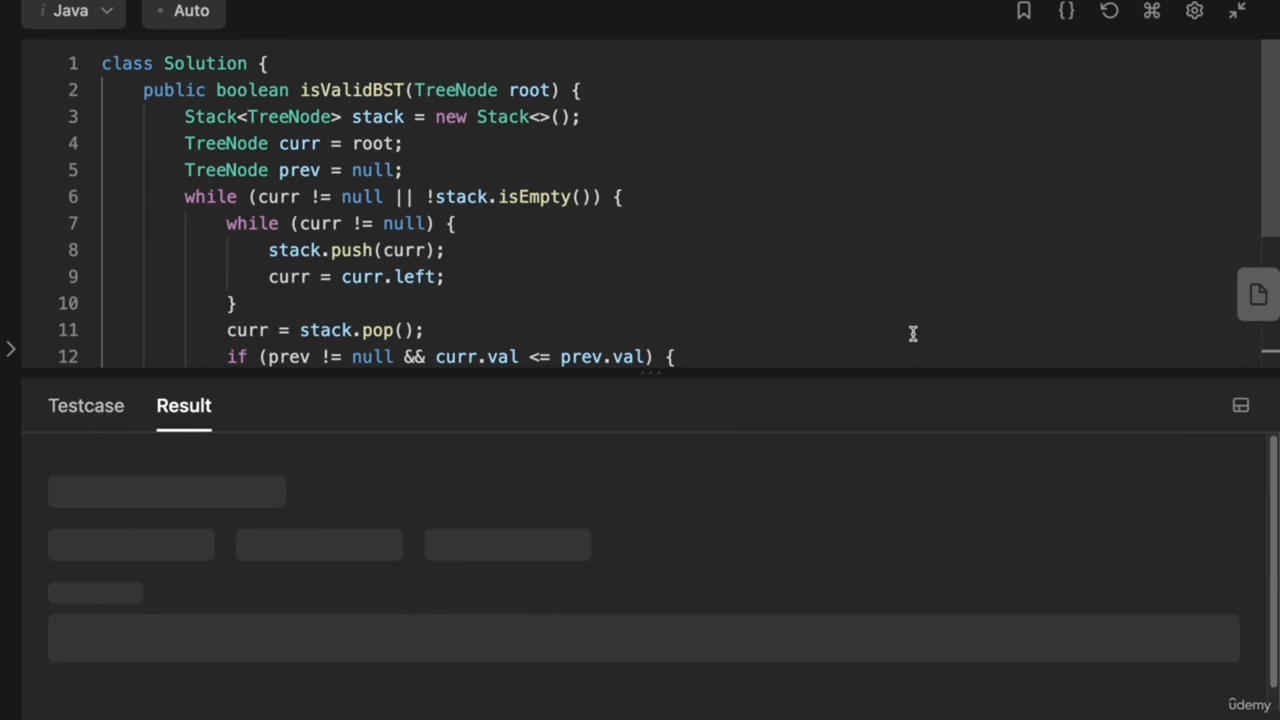 i Java
Auto
1 class Solution {
2 public boolean isValidBST(TreeNode root) {
3 Stack<TreeNode> stack = new Stack<>();
4 TreeNode curr = root;
5 TreeNode prev = null;
6 while (curr != null || !stack.isEmpty()) {
7 while (curr != null) {
8 stack.push(curr);
9 curr = curr.left;
10 }
11 curr = stack.pop();
12 if (prev != null && curr.val <= prev.val) {
Testcase
Result
ûdemy